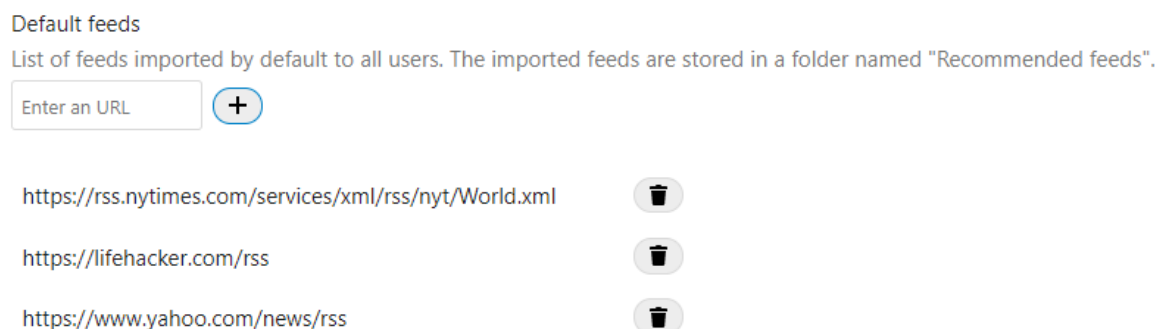 Default feeds
List of feeds imported by default to all users. The imported feeds are stored in a folder named "Recommended feeds".
Enter an URL
https://rss.nytimes.com/services/xml/rss/nyt/World.xml
https://lifehacker.com/rss
https://www.yahoo.com/news/rss